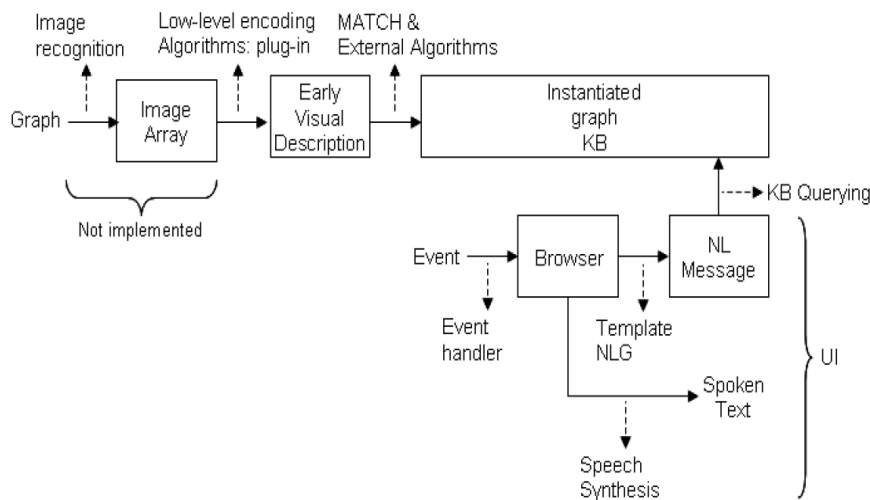 Image
recognition
Low-level encoding
Algorithms: plug-in
MATCH &
External Algorithms
Graph
Image
Array
Early
Visual
Description
Instantiated
graph
KB
Not implemented
KB Querying
Event
Browser
NL
Message
Event
handler
Template
NLG
UI
Spoken
Text
Speech
Synthesis